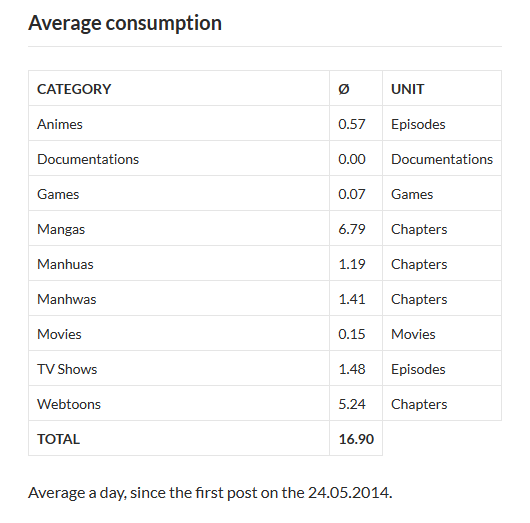 Average consumption
CATEGORY Ø UNIT
Animes 0.57 Episodes
Documentations 0.00 Documentations
Games 0.07 Games
Mangas 6.79 Chapters
Manhuas 1.19 Chapters
Manhwas 1.41 Chapters
Movies 0.15 Movies
TV Shows 1.48 Episodes
Webtoons 5.24 Chapters
TOTAL 16.90
Average a day, since the first post on the 24.05.2014.